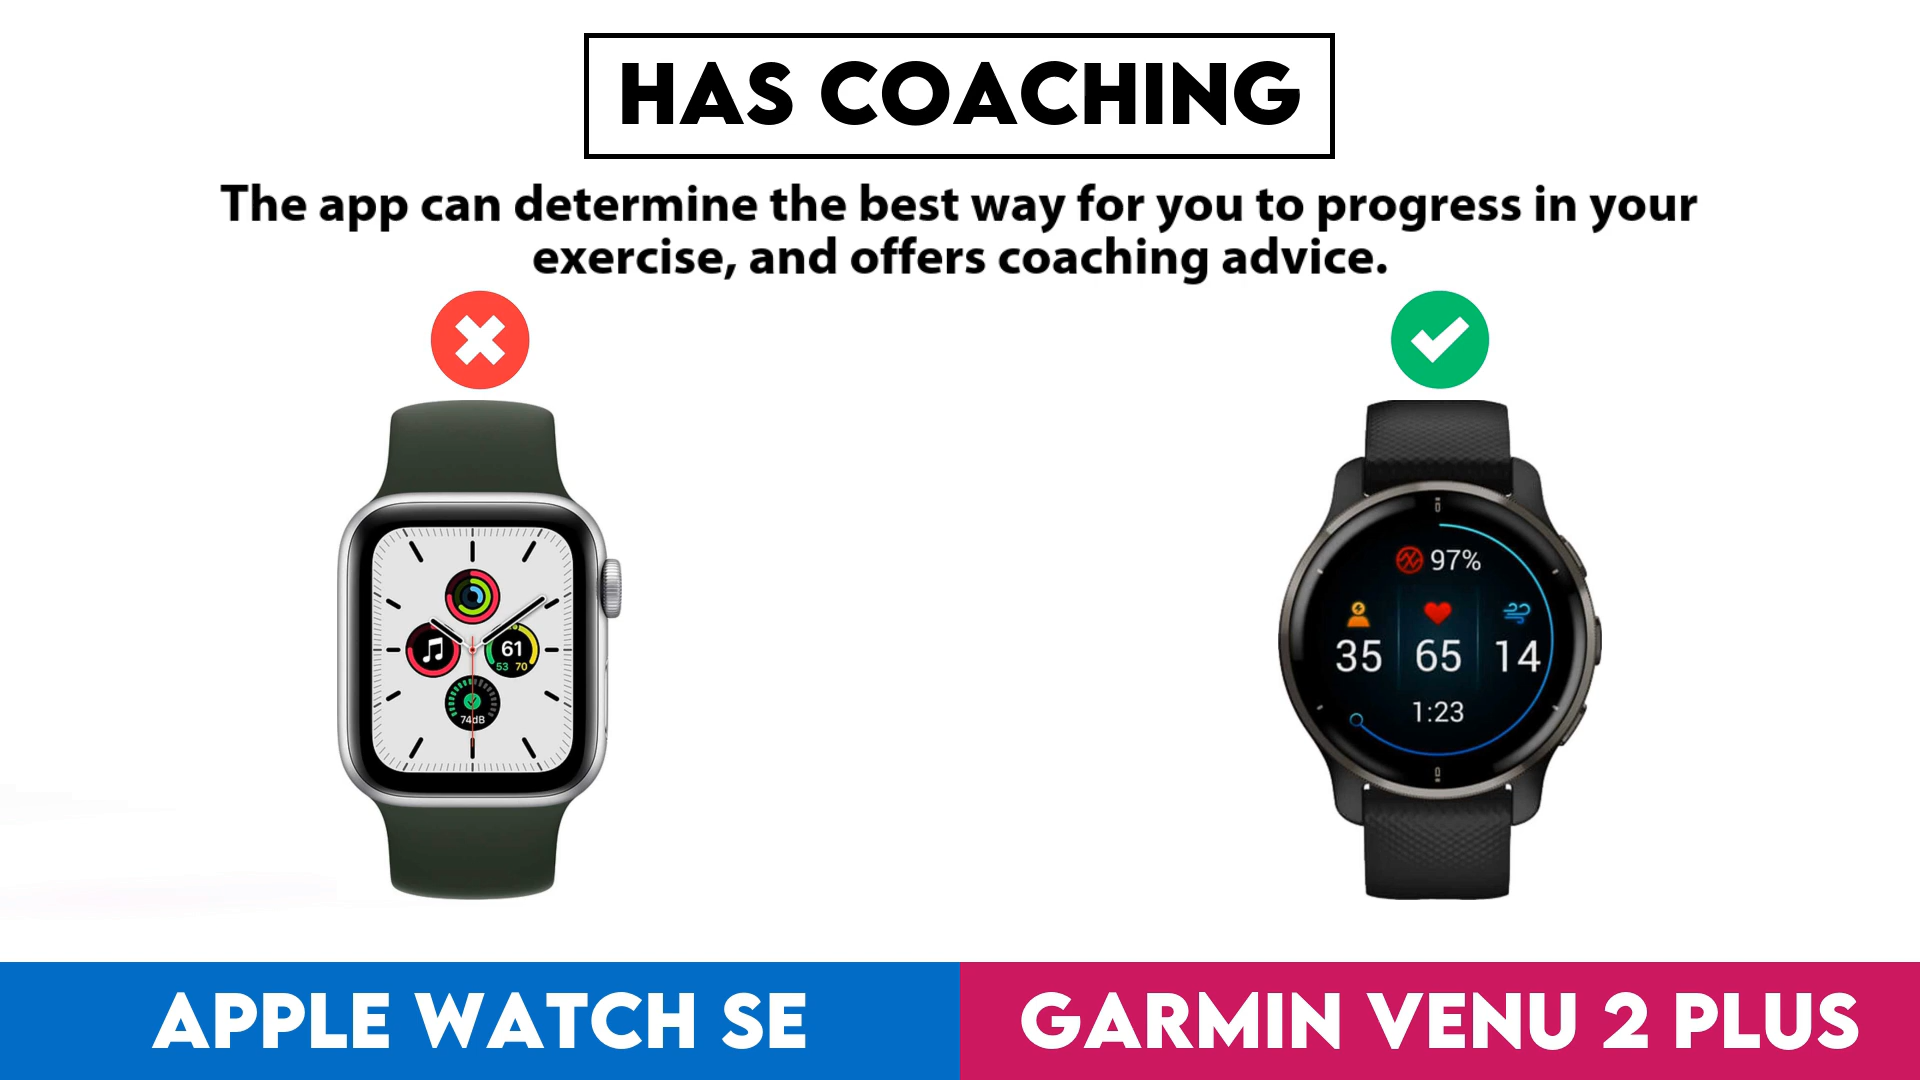 HAS COACHING
The app can determine the best way for you to progress in your
exercise, and offers coaching advice.
61
53 70
74dB
97%
35 65 14
1:23
APPLE WATCH SE
GARMIN VENU 2 PLUS